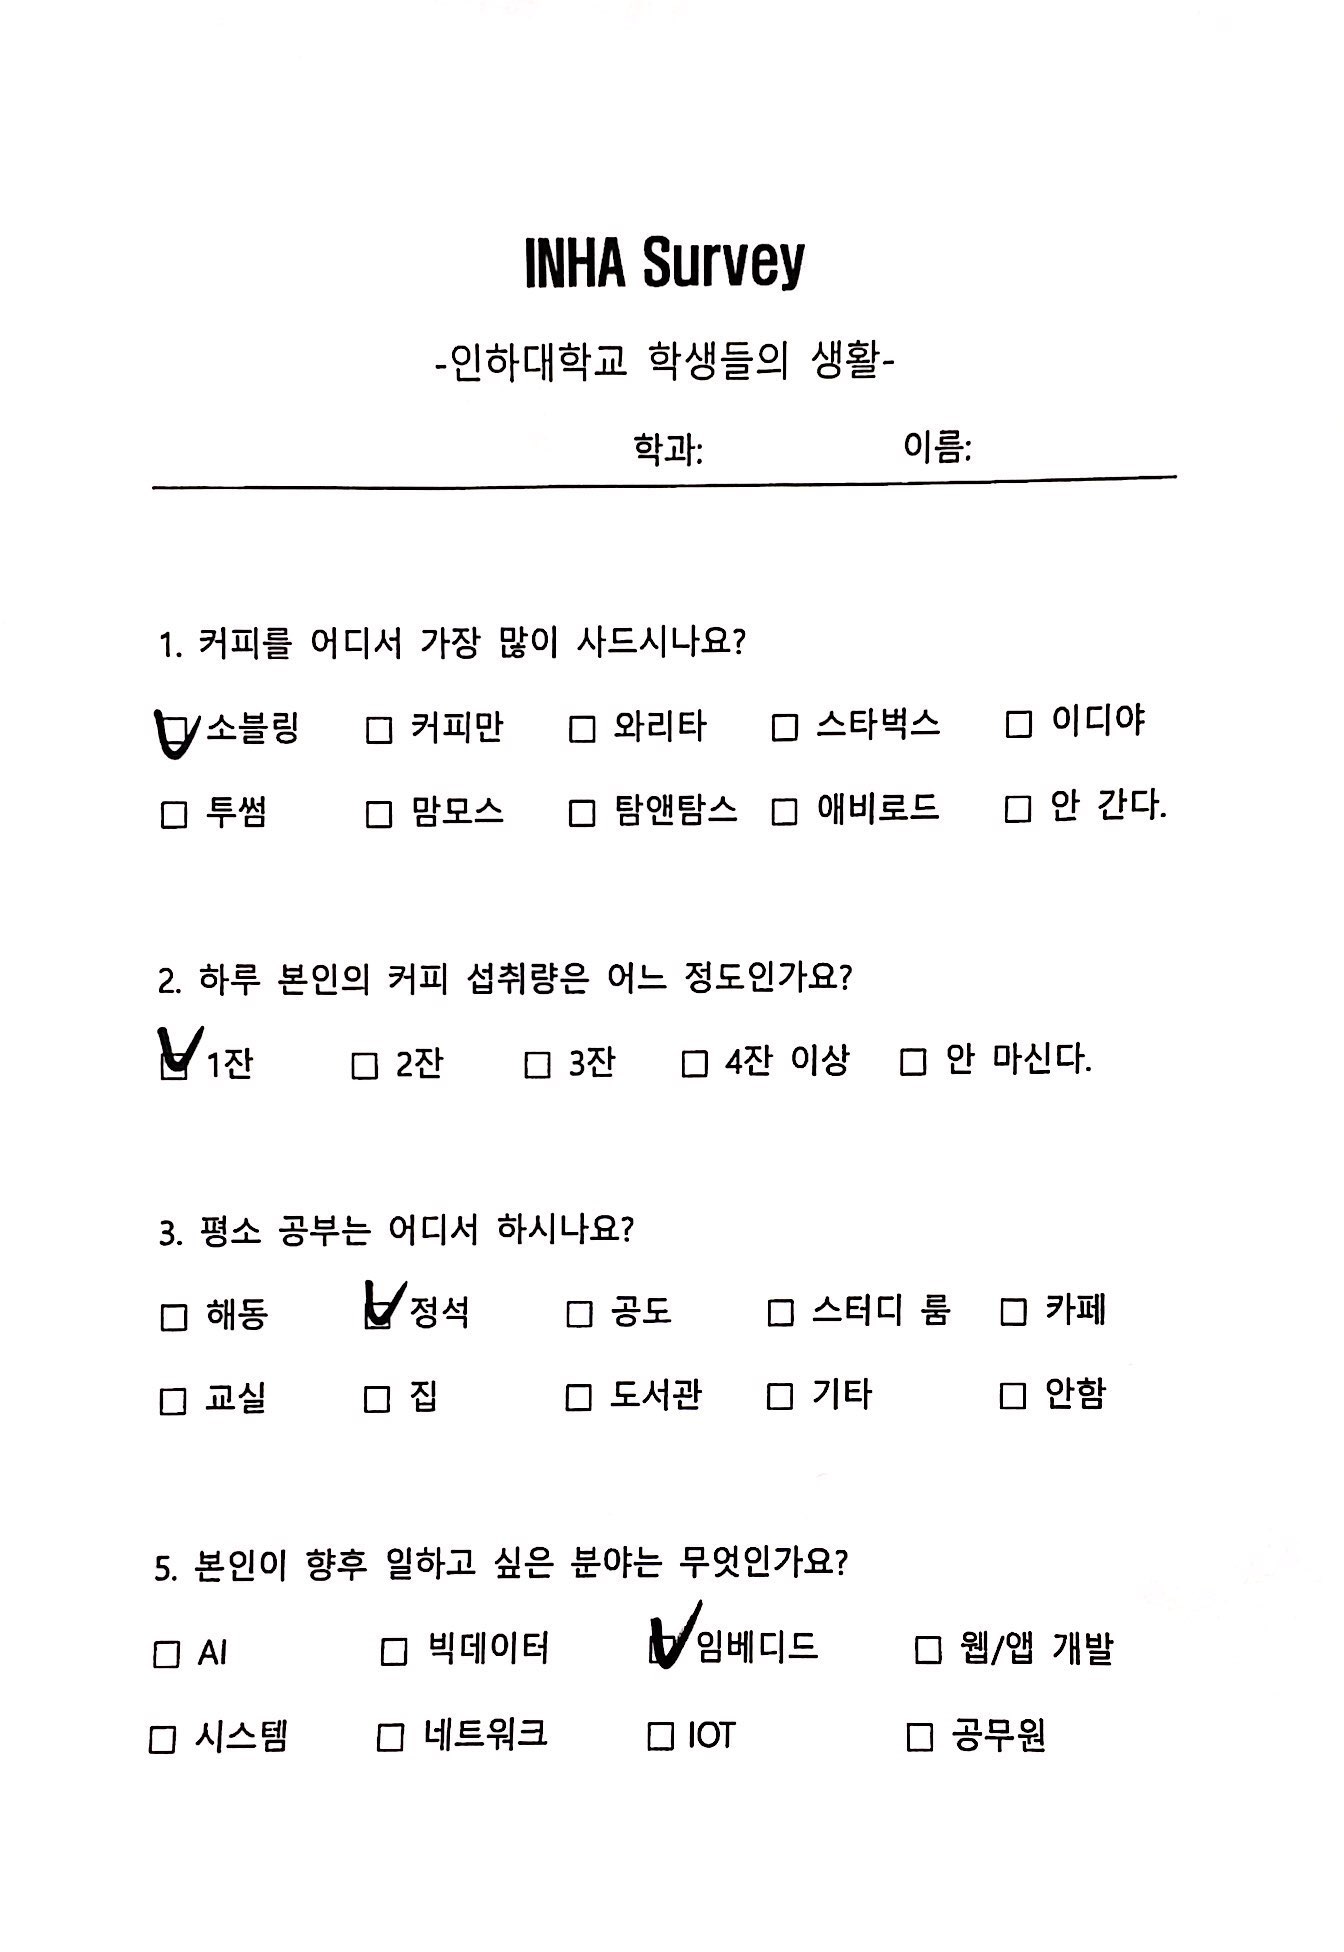 INHA Survey
-인하대학교 학생들의 생활-
학과: 이름:
1. 커피를 어디서 가장 많이 사드시나요?
☑ 소블링 ☐ 커피만 ☐ 와리타 ☐ 스타벅스 ☐ 이디야
☐ 투썸 ☐ 맘모스 ☐ 탐앤탐스 ☐ 애비로드 ☐ 안 간다.
2. 하루 본인의 커피 섭취량은 어느 정도인가요?
☑ 1잔 ☐ 2잔 ☐ 3잔 ☐ 4잔 이상 ☐ 안 마신다.
3. 평소 공부는 어디서 하시나요?
☐ 해동 ☑ 정석 ☐ 공도 ☐ 스터디 룸 ☐ 카페
☐ 교실 ☐ 집 ☐ 도서관 ☐ 기타 ☐ 안함
5. 본인이 향후 일하고 싶은 분야는 무엇인가요?
☐ AI ☐ 빅데이터 ☑ 임베디드 ☐ 웹/앱 개발
☐ 시스템 ☐ 네트워크 ☐ IOT ☐ 공무원